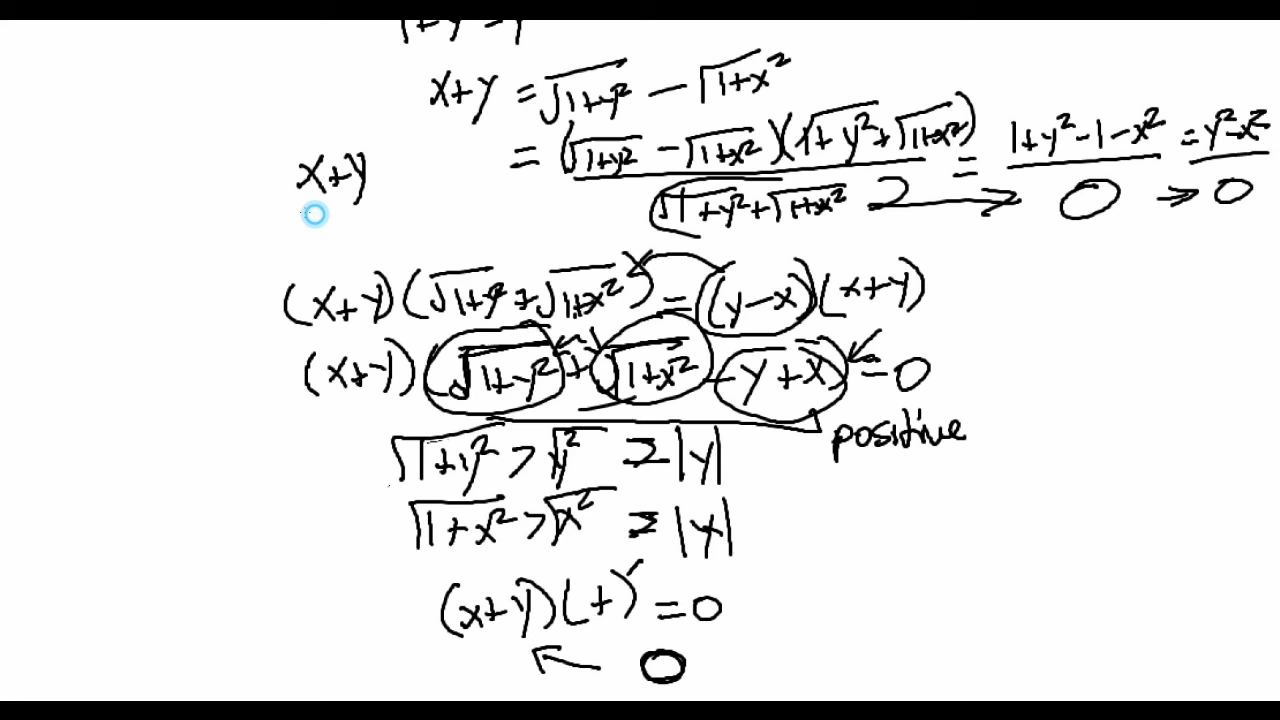 x+y = √1+y² - √1+x²
= (√1+y² - √1+x²)(√1+y² + √1+x²) / √1+y² + √1+x² 2 = 1+y²-1-x² / 0 = y²-x² / 0
x+y
(x+y)(√1+y² + √1+x²) = (y-x)(x+y)
(x+y)(√1+y² + √1+x² - y+x) = 0
positive
√1+y² > √y² = |y|
√1+x² > √x² = |x|
(x+y)(+) = 0
0